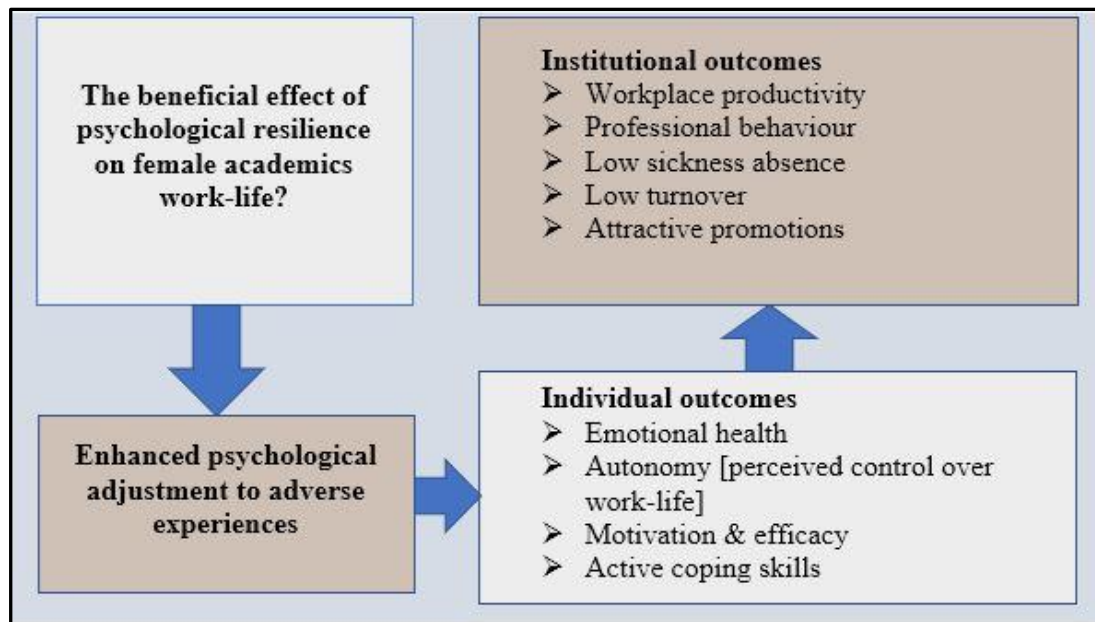 The beneficial effect of
psychological resilience
on female academics
work-life?
Enhanced psychological
adjustment to adverse
experiences
Individual outcomes
➢ Emotional health
➢ Autonomy [perceived control over
work-life]
➢ Motivation & efficacy
➢ Active coping skills
Institutional outcomes
➢ Workplace productivity
➢ Professional behaviour
➢ Low sickness absence
➢ Low turnover
➢ Attractive promotions